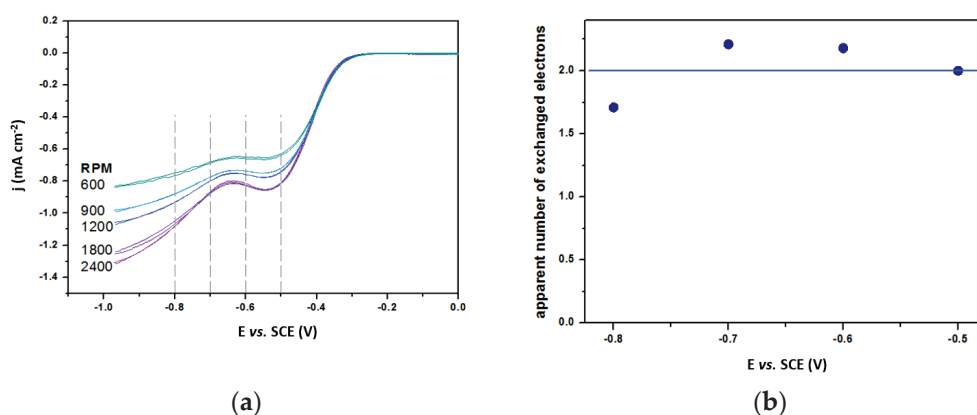 0.2
0.0
-0.2
-0.4
-0.6
-0.8
-1.0
-1.2
-1.4
j (mA cm-2)
RPM
600
900
1200
1800
2400
-1.0 -0.8 -0.6 -0.4 -0.2 0.0
E vs. SCE (V)
(a)
apparent number of exchanged electrons
2.0
1.5
1.0
0.5
0.0
-0.8 -0.7 -0.6 -0.5
E vs. SCE (V)
(b)